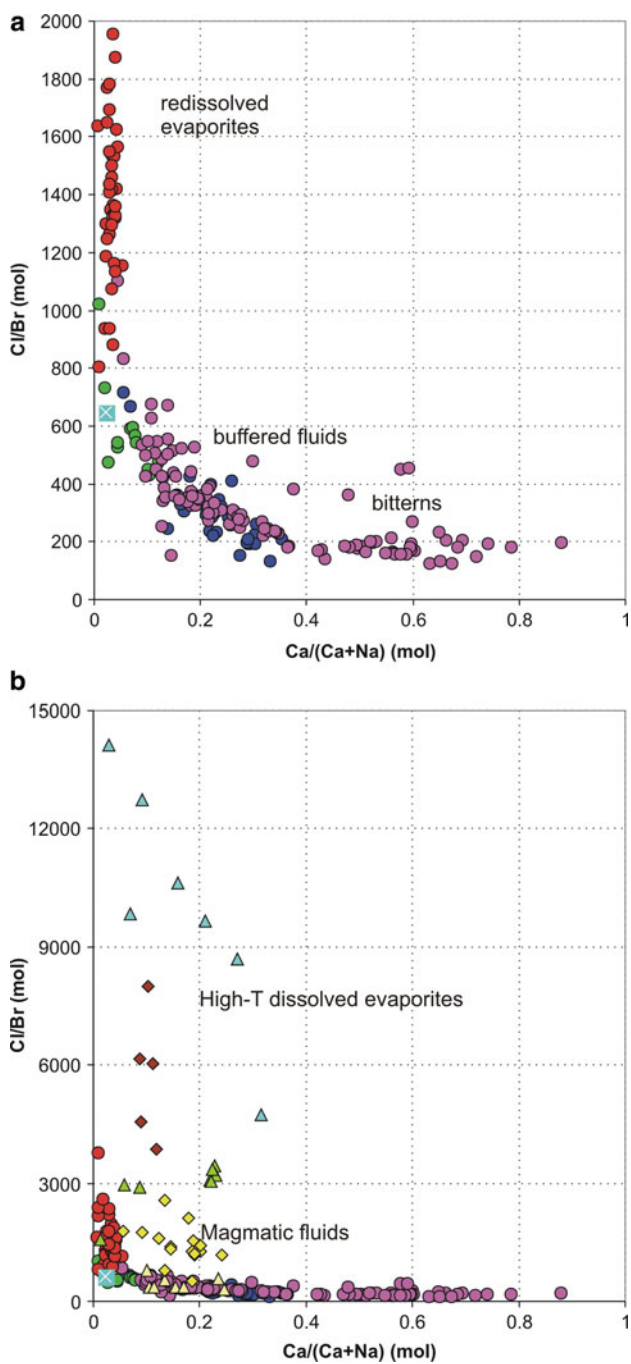 a
2000
1800
1600
1400
1200
1000
800
600
400
200
0
Cl/Br (mol)
redissolved
evaporites
buffered fluids
bitterns
0
0.2
0.4
0.6
0.8
1
Ca/(Ca+Na) (mol)
b
15000
12000
9000
6000
3000
0
Cl/Br (mol)
High-T dissolved evaporites
Magmatic fluids
0
0.2
0.4
0.6
0.8
1
Ca/(Ca+Na) (mol)